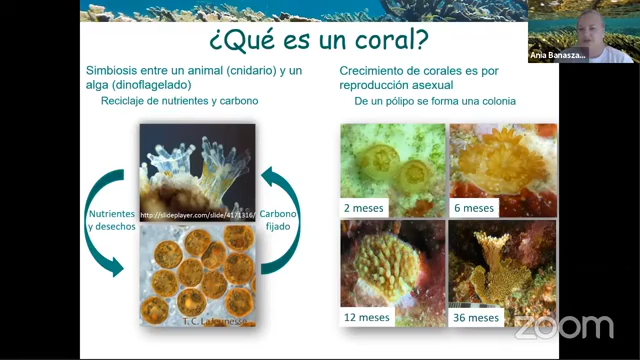 ¿Qué es un coral?
Simbiosis entre un animal (cnidario) y un
alga (dinoflagelado)
Reciclaje de nutrientes y carbono
Crecimiento de corales es por
reproducción asexual
De un pólipo se forma una colonia
Ania Banasza...
http://slideplayer.com/slide/4171316/
Nutrientes
y desechos
Carbono
fijado
T. C. LaJeunesse
2 meses
6 meses
12 meses
36 meses
zoom